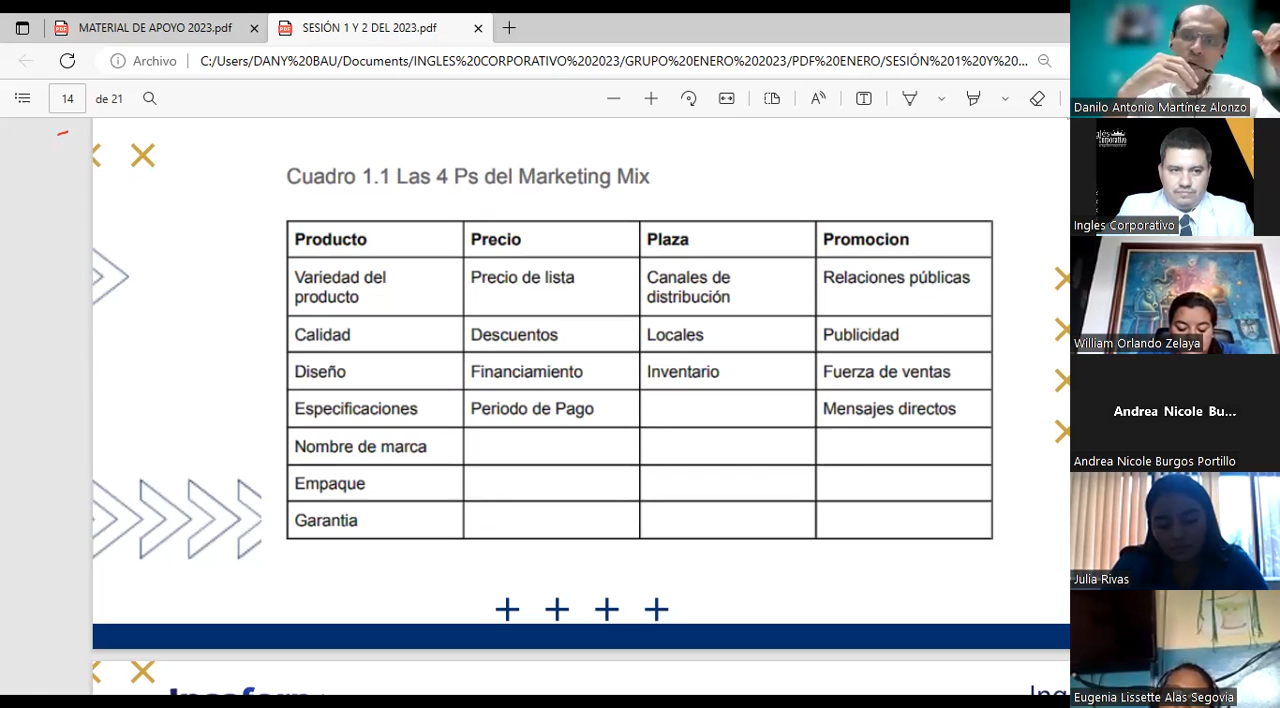 MATERIAL DE APOYO 2023.pdf
SESIÓN 1 Y 2 DEL 2023.pdf
Archivo
C:/Users/DANY%20BAU/Documents/INGLES%20CORPORATIVO%202023/GRUPO%20ENERO%202023/PDF%20ENERO/SESIÓN%201%20Y%20...
14 de 21
Cuadro 1.1 Las 4 Ps del Marketing Mix
Producto Precio Plaza Promocion
Variedad del producto Precio de lista Canales de distribución Relaciones públicas
Calidad Descuentos Locales Publicidad
Diseño Financiamiento Inventario Fuerza de ventas
Especificaciones Periodo de Pago Mensajes directos
Nombre de marca
Empaque
Garantia
Danilo Antonio Martínez Alonzo
Ingles Corporativo
William Orlando Zelaya
Andrea Nicole Bu...
Andrea Nicole Burgos Portillo
Julía Rivas
Eugenia Lissette Alas Segovia